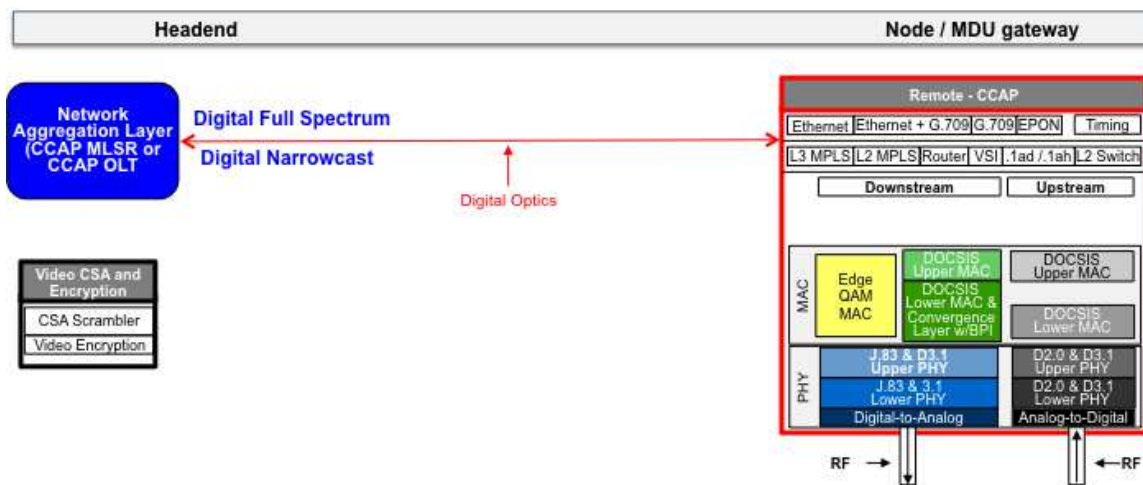 Headend
Node / MDU gateway
Network
Aggregation Layer
(CCAP MLSR or
CCAP OLT
Digital Full Spectrum
Digital Narrowcast
Digital Optics
Remote - CCAP
Ethernet Ethernet + G.709 G.709 EPON Timing
L3 MPLS L2 MPLS Router VSI .1ad /.1ah L2 Switch
Downstream Upstream
Video CSA and
Encryption
CSA Scrambler
Video Encryption
MAC
Edge
QAM
MAC
DOCSIS
Upper MAC
DOCSIS
Lower MAC &
Convergence
Layer w/BPI
DOCSIS
Upper MAC
DOCSIS
Lower MAC
PHY
J.83 & D3.1
Upper PHY
J.83 & 3.1
Lower PHY
Digital-to-Analog
D2.0 & D3.1
Upper PHY
D2.0 & D3.1
Lower PHY
Analog-to-Digital
RF
RF